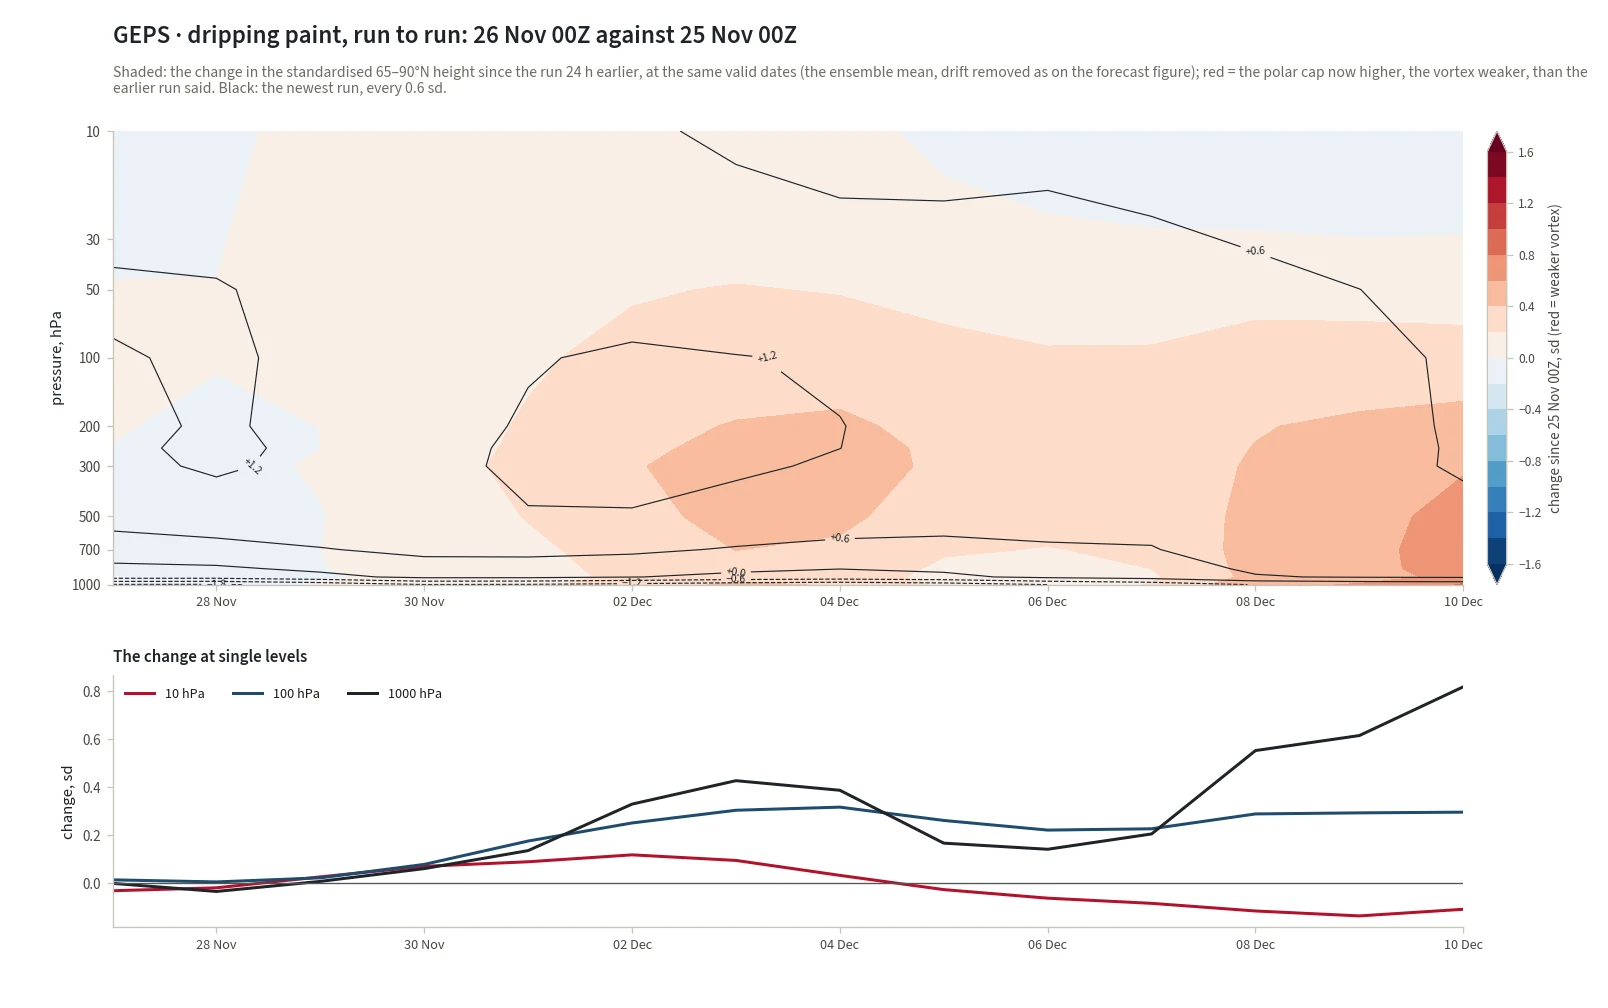 GEPS · dripping paint, run to run: 26 Nov 00Z against 25 Nov 00Z
Shaded: the change in the standardised 65–90°N height since the run 24 h earlier, at the same valid dates (the ensemble mean, drift removed as on the forecast figure); red = the polar cap now higher, the vortex weaker, than the
earlier run said. Black: the newest run, every 0.6 sd.
pressure, hPa
10
30
50
100
200
300
500
700
1000
+0.6
+1.2
+1.2
+0.6
+0.0
28 Nov
30 Nov
02 Dec
04 Dec
06 Dec
08 Dec
10 Dec
1.6
1.2
0.8
0.4
0.0
−0.4
−0.8
−1.2
−1.6
change since 25 Nov 00Z, sd (red = weaker vortex)
The change at single levels
10 hPa
100 hPa
1000 hPa
change, sd
0.8
0.6
0.4
0.2
0.0
28 Nov
30 Nov
02 Dec
04 Dec
06 Dec
08 Dec
10 Dec